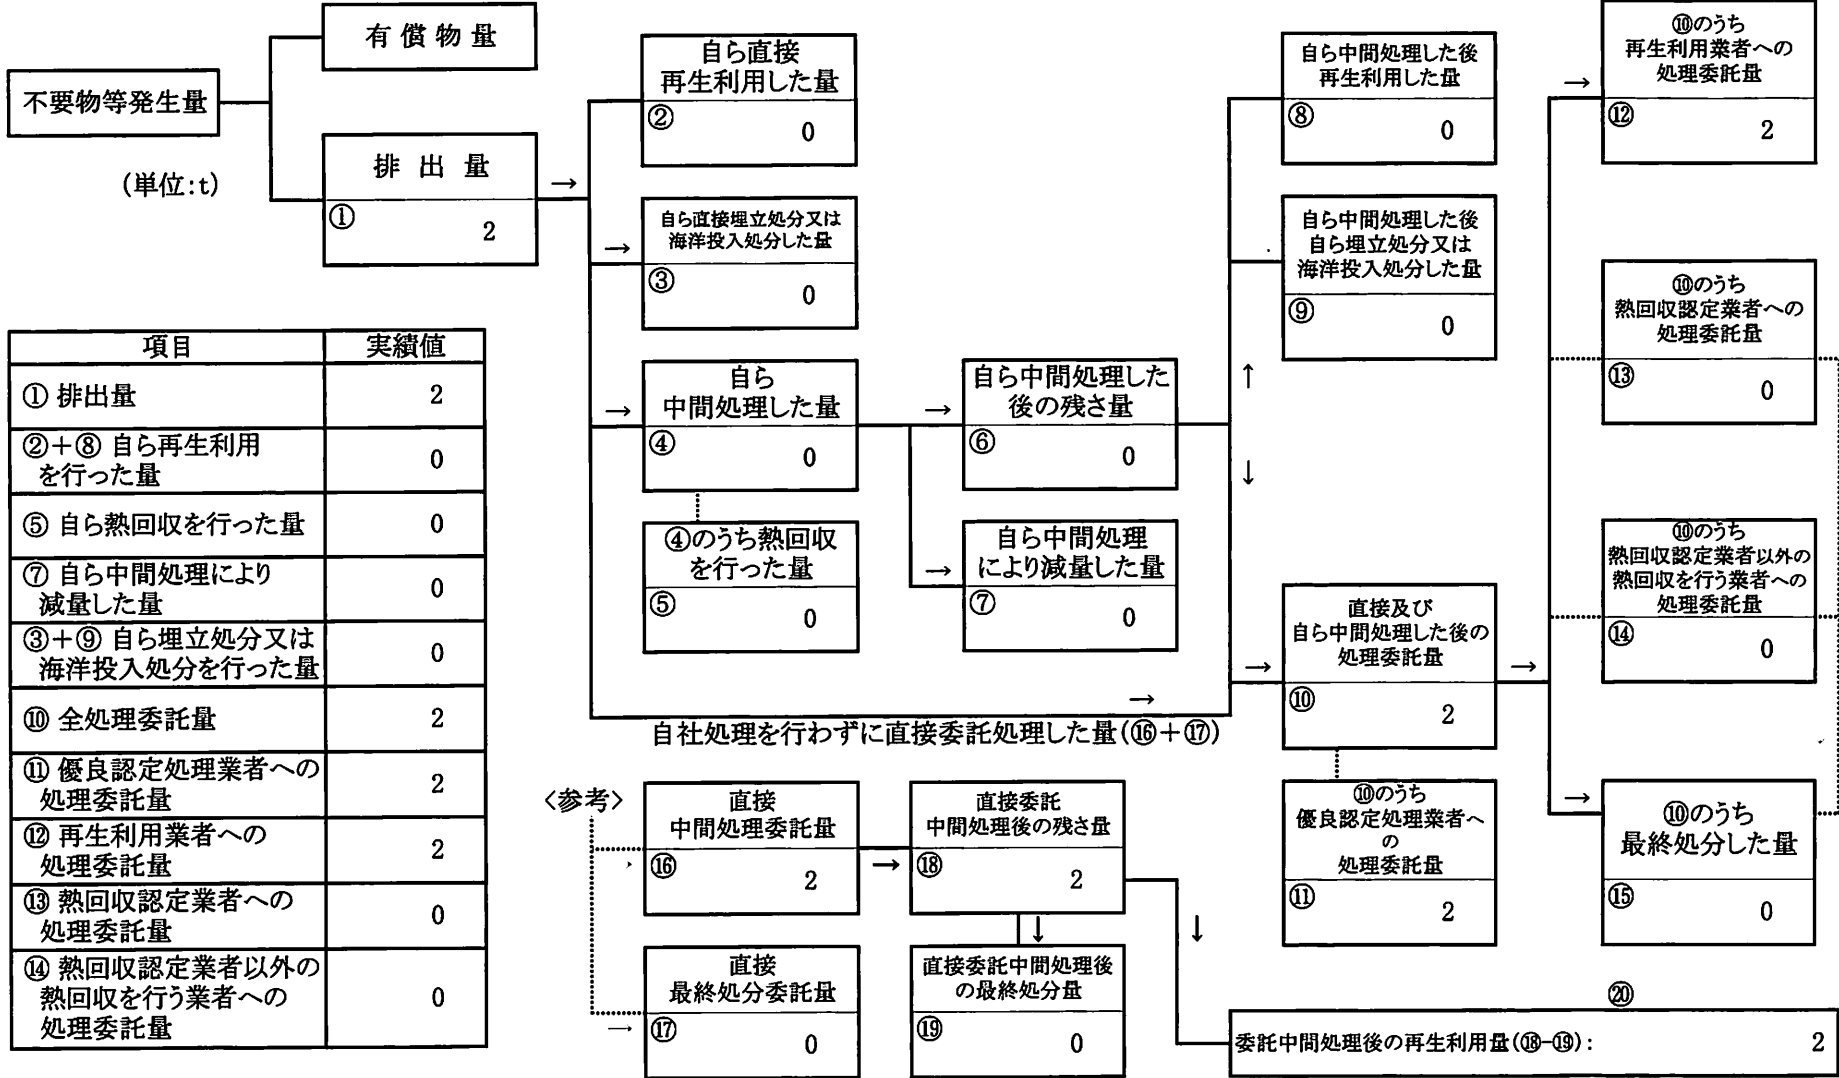 不要物等発生量
有償物量
排出量
①
2
(単位:t)
→
自ら直接
再生利用した量
②
0
→
自ら直接埋立処分又は
海洋投入処分した量
③
0
→
自ら
中間処理した量
④
0
④のうち熱回収
を行った量
⑤
0
→
自ら中間処理した
後の残さ量
⑥
0
→
自ら中間処理
により減量した量
⑦
0
→
自社処理を行わずに直接委託処理した量(⑯+⑰)
↑
↓
自ら中間処理した後
再生利用した量
⑧
0
自ら中間処理した後
自ら埋立処分又は
海洋投入処分した量
⑨
0
→
直接及び
自ら中間処理した後の
処理委託量
⑩
2
⑩のうち
優良認定処理業者へ
の
処理委託量
⑪
2
→
→
⑩のうち
再生利用業者への
処理委託量
⑫
2
⑩のうち
熱回収認定業者への
処理委託量
⑬
0
⑩のうち
熱回収認定業者以外の
熱回収を行う業者への
処理委託量
⑭
0
→
⑩のうち
最終処分した量
⑮
0
項目 実績値
① 排出量 2
②+⑧ 自ら再生利用
を行った量 0
⑤ 自ら熱回収を行った量 0
⑦ 自ら中間処理により
減量した量 0
③+⑨ 自ら埋立処分又は
海洋投入処分を行った量 0
⑩ 全処理委託量 2
⑪ 優良認定処理業者への
処理委託量 2
⑫ 再生利用業者への
処理委託量 2
⑬ 熱回収認定業者への
処理委託量 0
⑭ 熱回収認定業者以外の
熱回収を行う業者への
処理委託量 0
〈参考〉
直接
中間処理委託量
⑯
2
→
直接委託
中間処理後の残さ量
⑱
2
→
直接
最終処分委託量
⑰
0
↓
直接委託中間処理後
の最終処分量
⑲
0
↓
⑳
委託中間処理後の再生利用量(⑱-⑲): 2